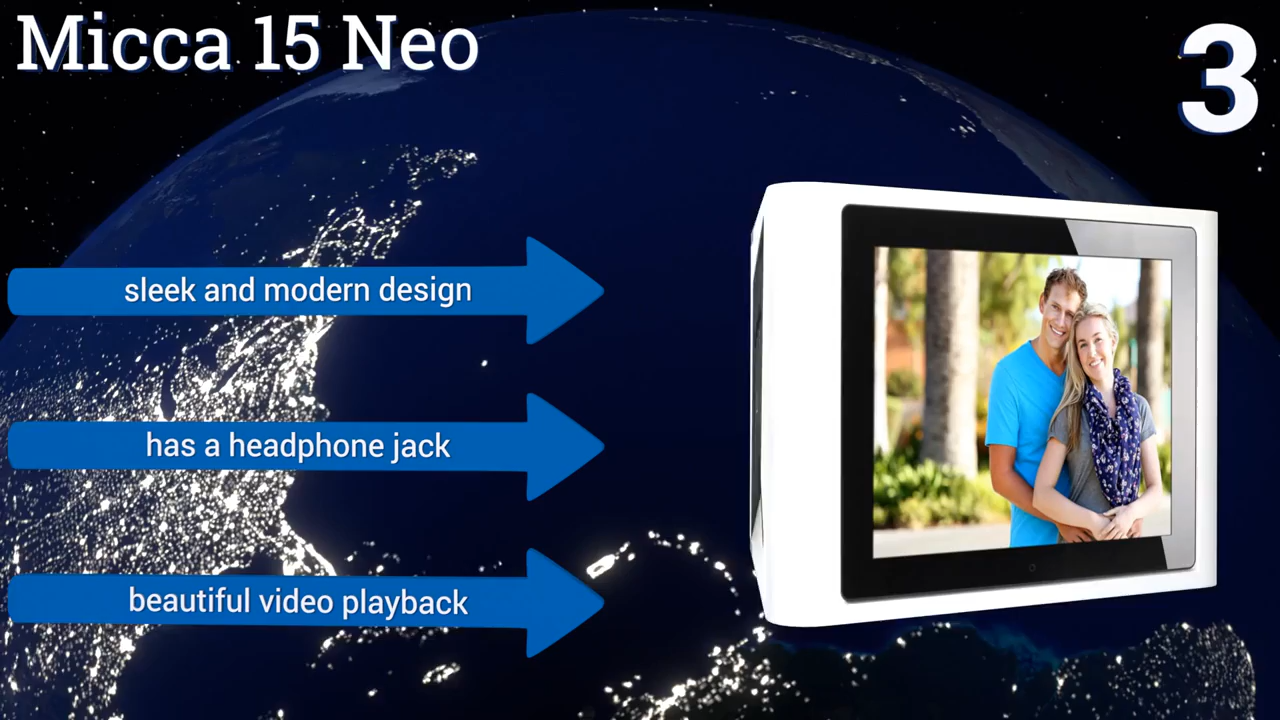 Micca 15 Neo
3
sleek and modern design
has a headphone jack
beautiful video playback